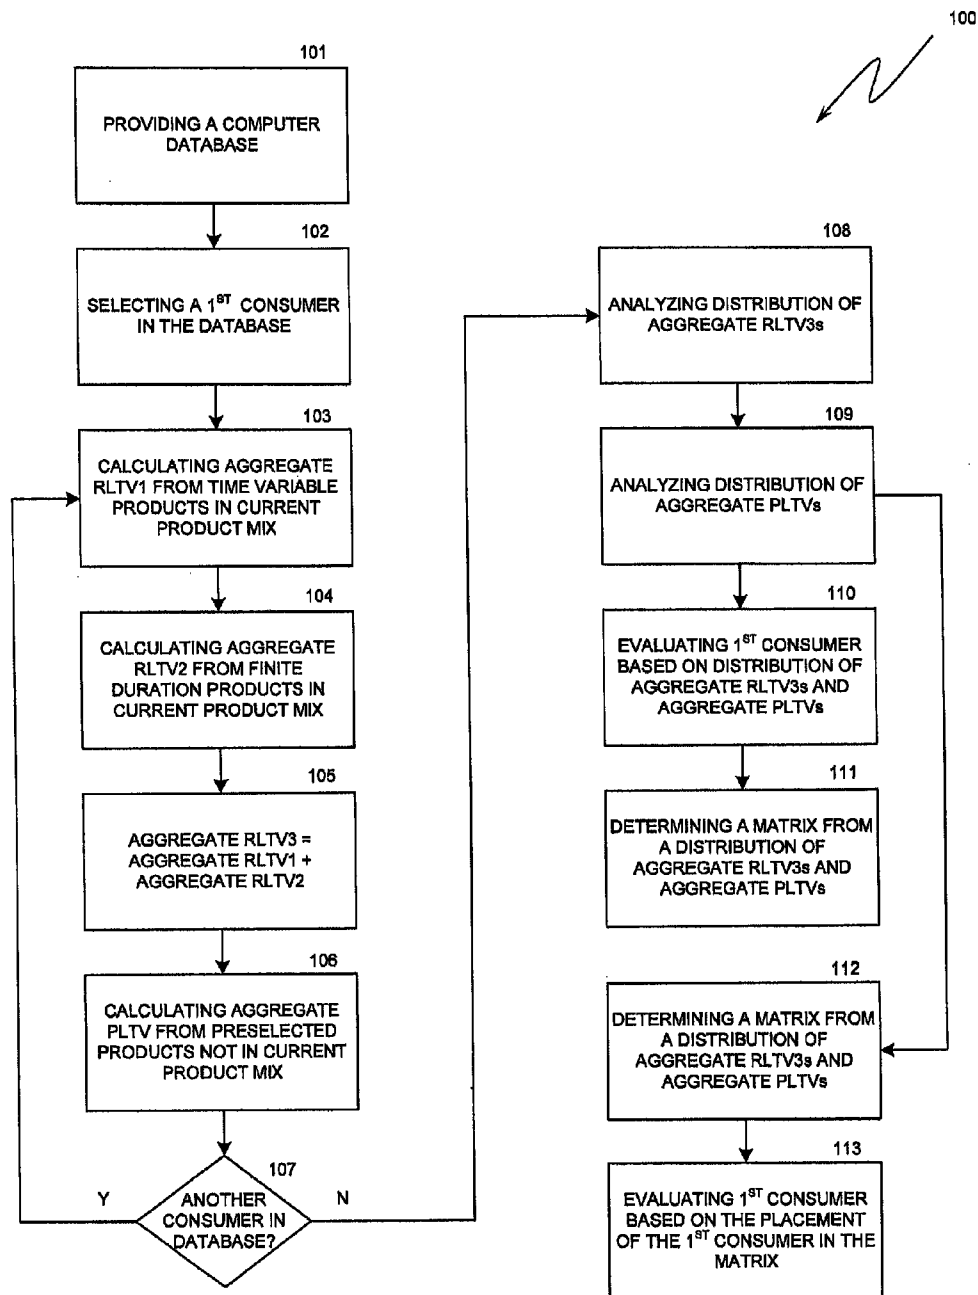 100
101
PROVIDING A COMPUTER
DATABASE
102
SELECTING A 1ST CONSUMER
IN THE DATABASE
103
CALCULATING AGGREGATE
RLTV1 FROM TIME VARIABLE
PRODUCTS IN CURRENT
PRODUCT MIX
104
CALCULATING AGGREGATE
RLTV2 FROM FINITE
DURATION PRODUCTS IN
CURRENT PRODUCT MIX
105
AGGREGATE RLTV3 =
AGGREGATE RLTV1 +
AGGREGATE RLTV2
106
CALCULATING AGGREGATE
PLTV FROM PRESELECTED
PRODUCTS NOT IN CURRENT
PRODUCT MIX
107
Y
ANOTHER
CONSUMER IN
DATABASE?
N
108
ANALYZING DISTRIBUTION OF
AGGREGATE RLTV3s
109
ANALYZING DISTRIBUTION OF
AGGREGATE PLTVs
110
EVALUATING 1ST CONSUMER
BASED ON DISTRIBUTION OF
AGGREGATE RLTV3s AND
AGGREGATE PLTVs
111
DETERMINING A MATRIX FROM
A DISTRIBUTION OF
AGGREGATE RLTV3s AND
AGGREGATE PLTVs
112
DETERMINING A MATRIX FROM
A DISTRIBUTION OF
AGGREGATE RLTV3s AND
AGGREGATE PLTVs
113
EVALUATING 1ST CONSUMER
BASED ON THE PLACEMENT
OF THE 1ST CONSUMER IN THE
MATRIX